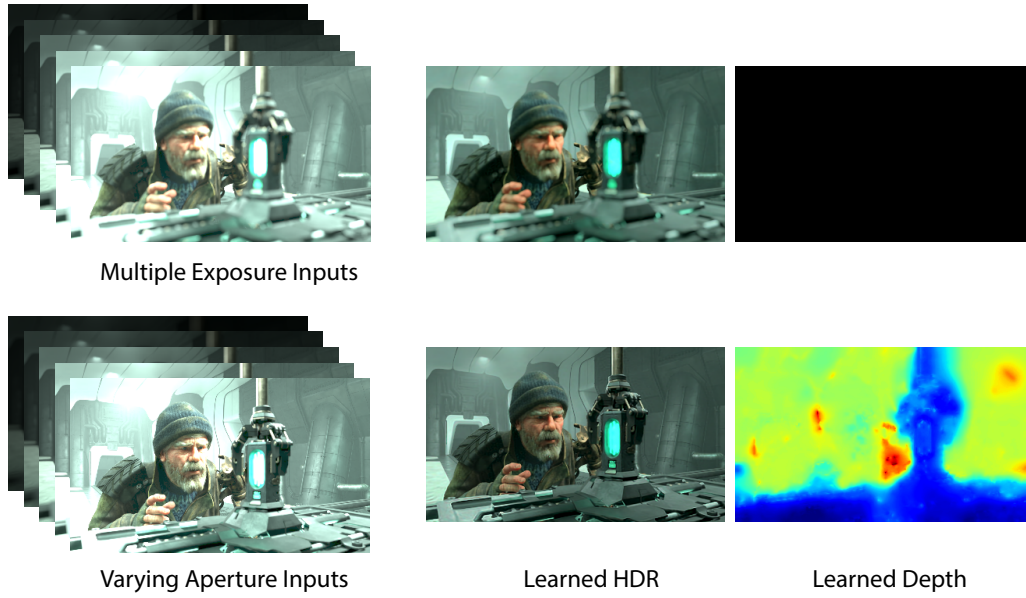 Multiple Exposure Inputs
Varying Aperture Inputs
Learned HDR
Learned Depth